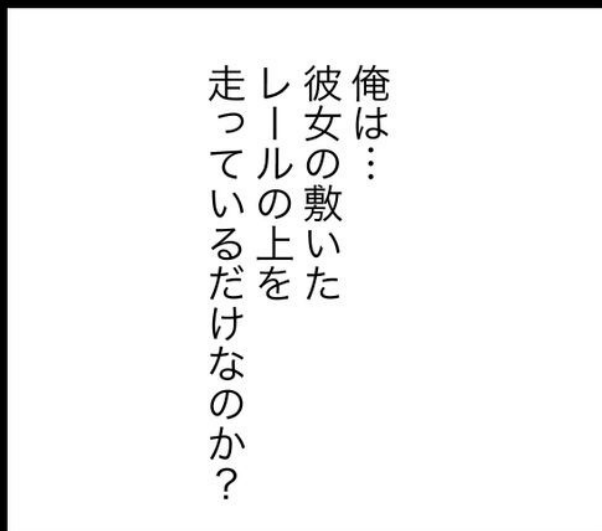 俺は…
彼女の敷いた
レールの上を
走っているだけなのか？